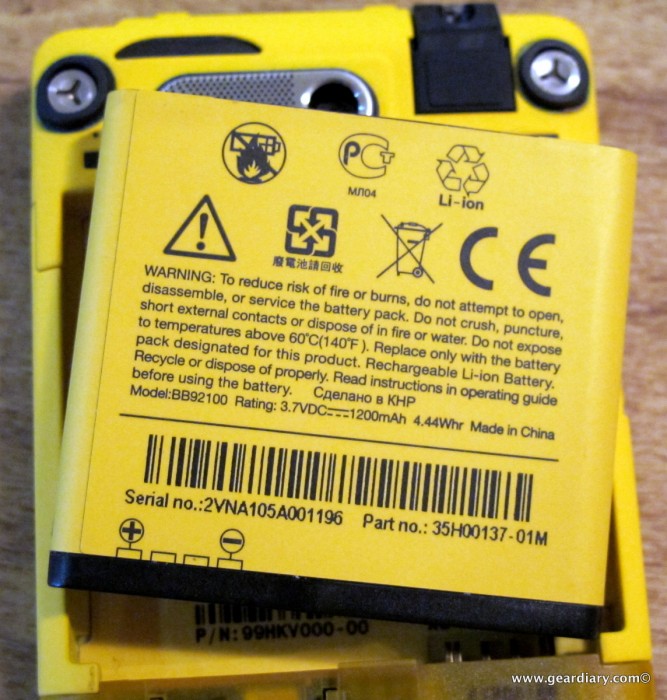 PCT
МЛ04
Li-ion
廢電池請回收
CE
WARNING: To reduce risk of fire or burns, do not attempt to open,
disassemble, or service the battery pack. Do not crush, puncture,
short external contacts or dispose of in fire or water. Do not expose
to temperatures above 60℃(140℉ ). Replace only with the battery
pack designated for this product. Rechargeable Li-ion Battery.
Recycle or dispose of properly. Read instructions in operating guide
before using the battery. Сделано в КНР
Model:BB92100 Rating: 3.7VDC⎓1200mAh 4.44Whr Made in China
Serial no.:2VNA105A001196 Part no.: 35H00137-01M
+ −
P/N: 99HKV000-00
www.geardiary.com©